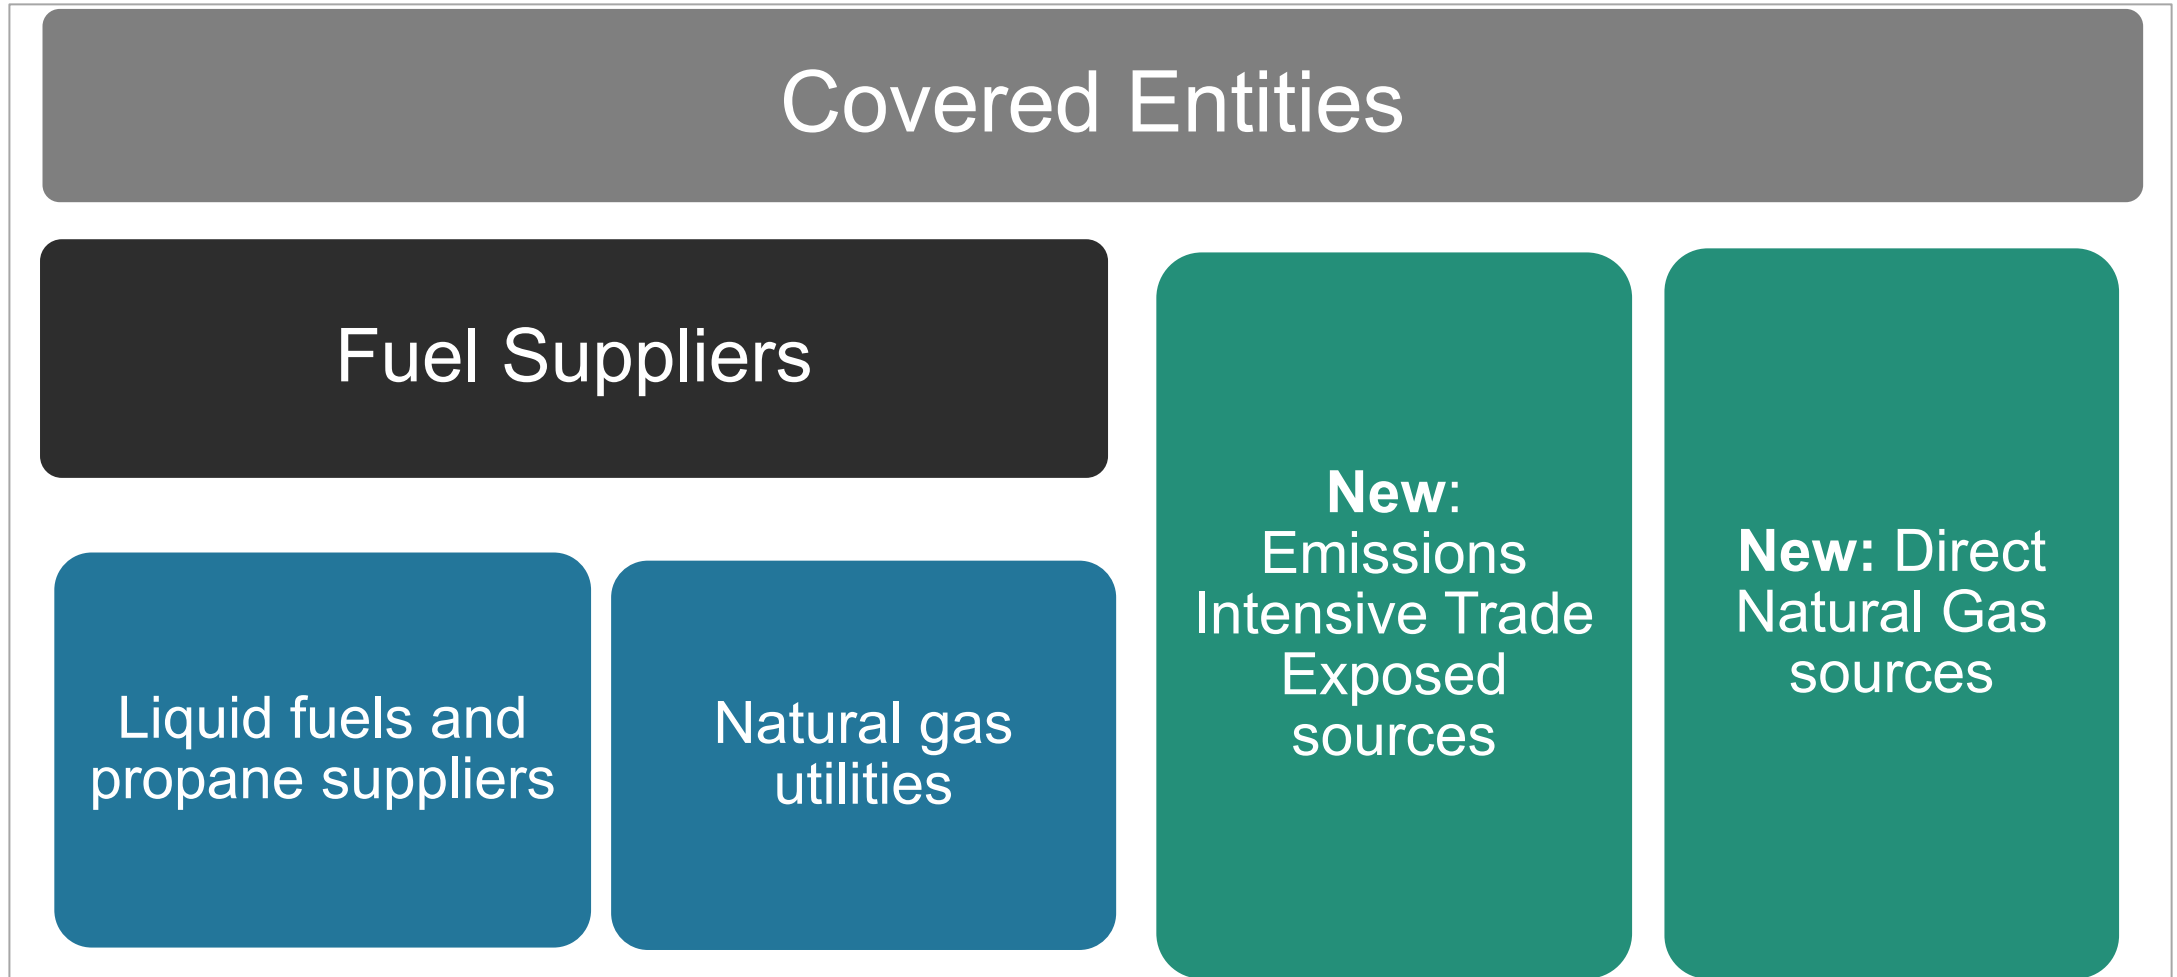 Covered Entities
Fuel Suppliers
Liquid fuels and
propane suppliers
Natural gas
utilities
New:
Emissions
Intensive Trade
Exposed
sources
New: Direct
Natural Gas
sources